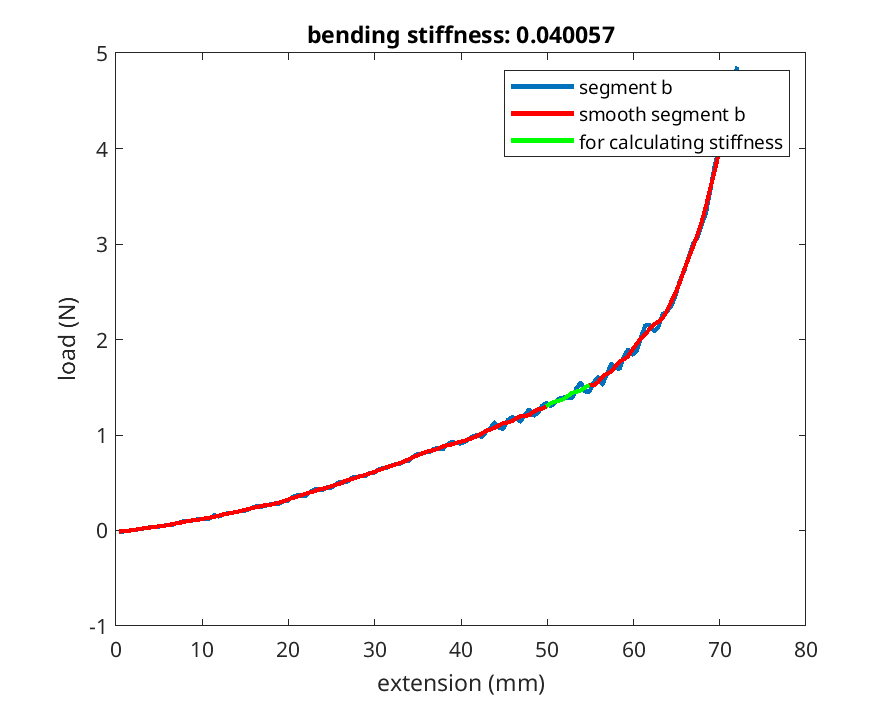 bending stiffness: 0.040057
segment b
smooth segment b
for calculating stiffness
load (N)
5
4
3
2
1
0
-1
0 10 20 30 40 50 60 70 80
extension (mm)